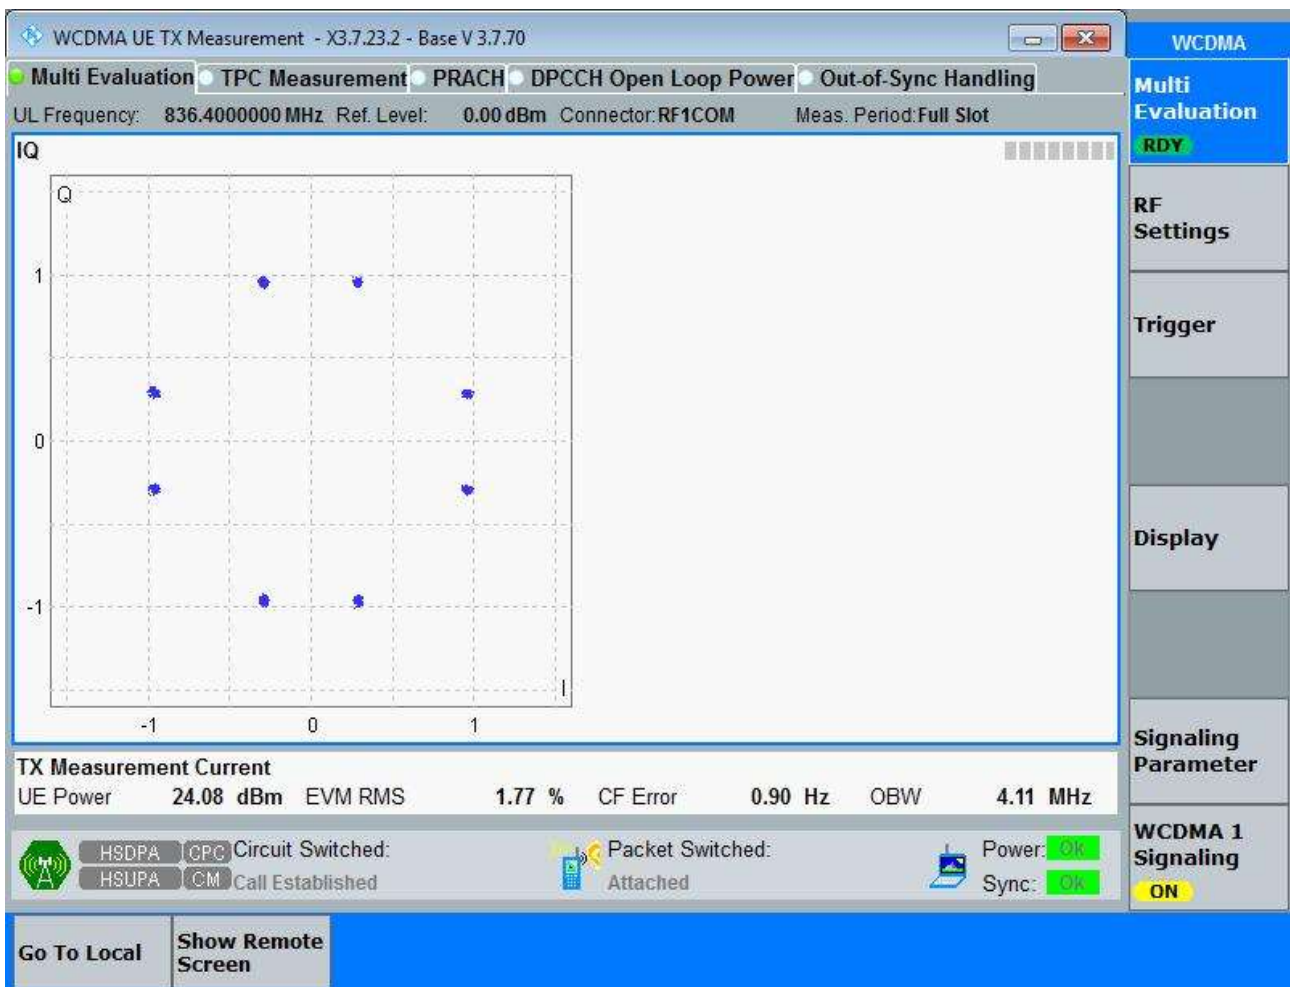 WCDMA UE TX Measurement - X3.7.23.2 - Base V 3.7.70
WCDMA
Multi Evaluation TPC Measurement PRACH DPCCH Open Loop Power Out-of-Sync Handling
UL Frequency: 836.4000000 MHz Ref. Level: 0.00 dBm Connector: RF1COM Meas. Period: Full Slot
IQ
Q
1
0
-1
I
-1 0 1
TX Measurement Current
UE Power 24.08 dBm EVM RMS 1.77 % CF Error 0.90 Hz OBW 4.11 MHz
HSDPA CPC Circuit Switched: Packet Switched: Power: Ok
HSUPA CM Call Established Attached Sync: Ok
Multi
Evaluation
RDY
RF
Settings
Trigger
Display
Signaling
Parameter
WCDMA 1
Signaling
ON
Go To Local
Show Remote
Screen